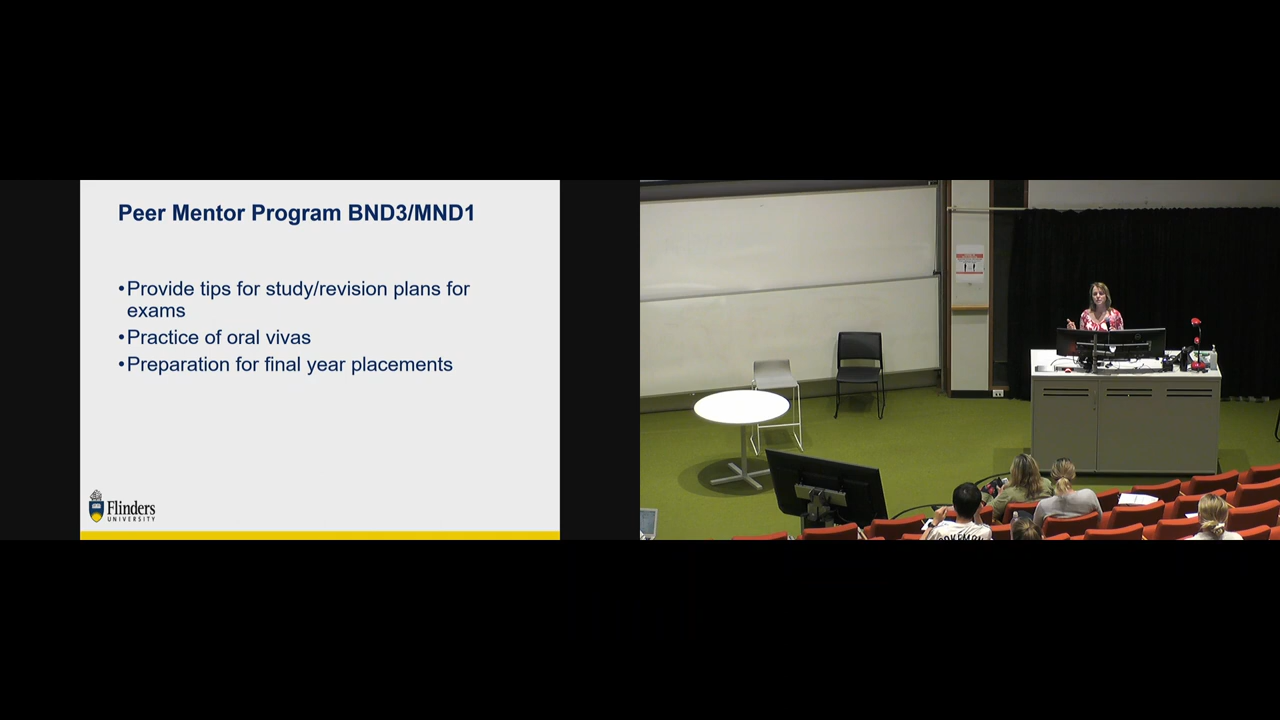 Peer Mentor Program BND3/MND1
•Provide tips for study/revision plans for
exams
•Practice of oral vivas
•Preparation for final year placements
Flinders
UNIVERSITY